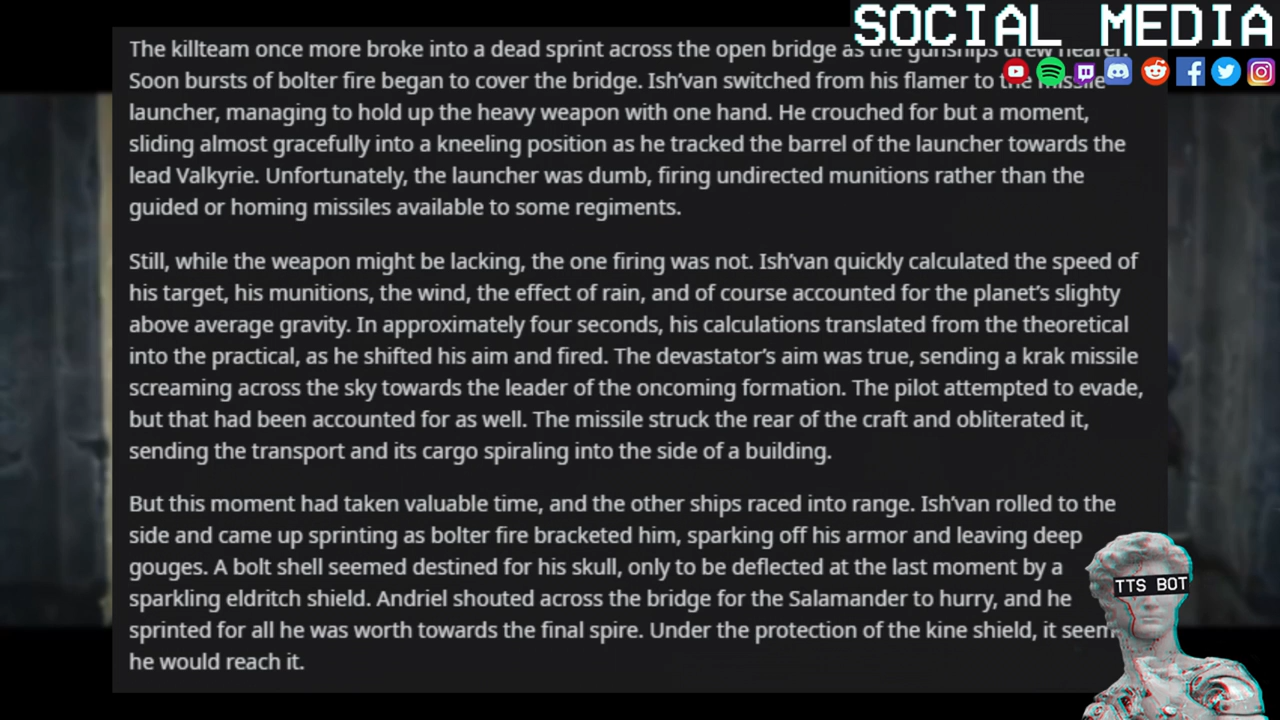 SOCIAL MEDIA
The killteam once more broke into a dead sprint across the open bridge as the gunships drew nearer.
Soon bursts of bolter fire began to cover the bridge. Ish’van switched from his flamer to the missile
launcher, managing to hold up the heavy weapon with one hand. He crouched for but a moment,
sliding almost gracefully into a kneeling position as he tracked the barrel of the launcher towards the
lead Valkyrie. Unfortunately, the launcher was dumb, firing undirected munitions rather than the
guided or homing missiles available to some regiments.
Still, while the weapon might be lacking, the one firing was not. Ish’van quickly calculated the speed of
his target, his munitions, the wind, the effect of rain, and of course accounted for the planet’s slighty
above average gravity. In approximately four seconds, his calculations translated from the theoretical
into the practical, as he shifted his aim and fired. The devastator’s aim was true, sending a krak missile
screaming across the sky towards the leader of the oncoming formation. The pilot attempted to evade,
but that had been accounted for as well. The missile struck the rear of the craft and obliterated it,
sending the transport and its cargo spiraling into the side of a building.
But this moment had taken valuable time, and the other ships raced into range. Ish’van rolled to the
side and came up sprinting as bolter fire bracketed him, sparking off his armor and leaving deep
gouges. A bolt shell seemed destined for his skull, only to be deflected at the last moment by a
sparkling eldritch shield. Andriel shouted across the bridge for the Salamander to hurry, and he
sprinted for all he was worth towards the final spire. Under the protection of the kine shield, it seem
he would reach it.
TTS BOT